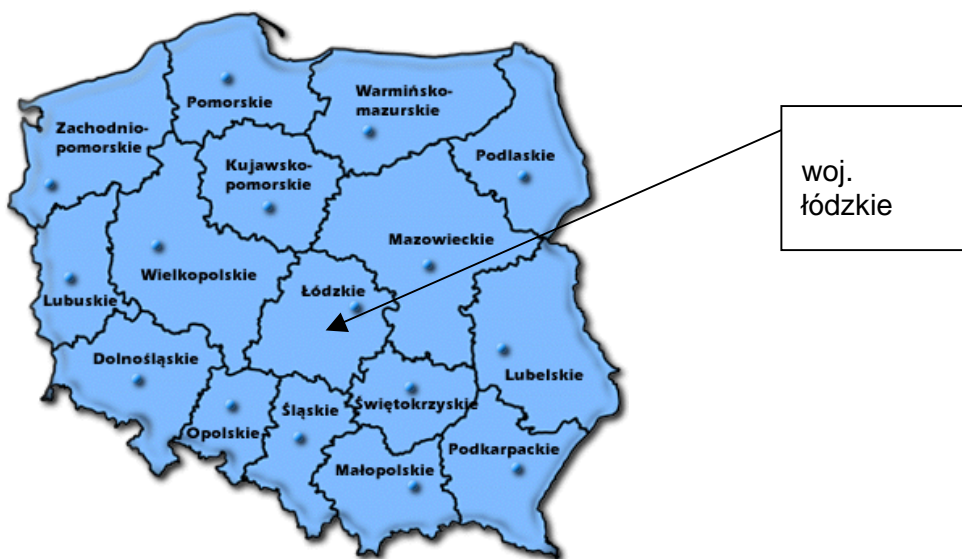 Pomorskie
Warmińsko-
mazurskie
Zachodnio-
pomorskie
Kujawsko-
pomorskie
Podlaskie
Mazowieckie
Wielkopolskie
Lubuskie
Łódzkie
Dolnośląskie
Lubelskie
Opolskie
Śląskie
Świętokrzyskie
Małopolskie
Podkarpackie
woj.
łódzkie